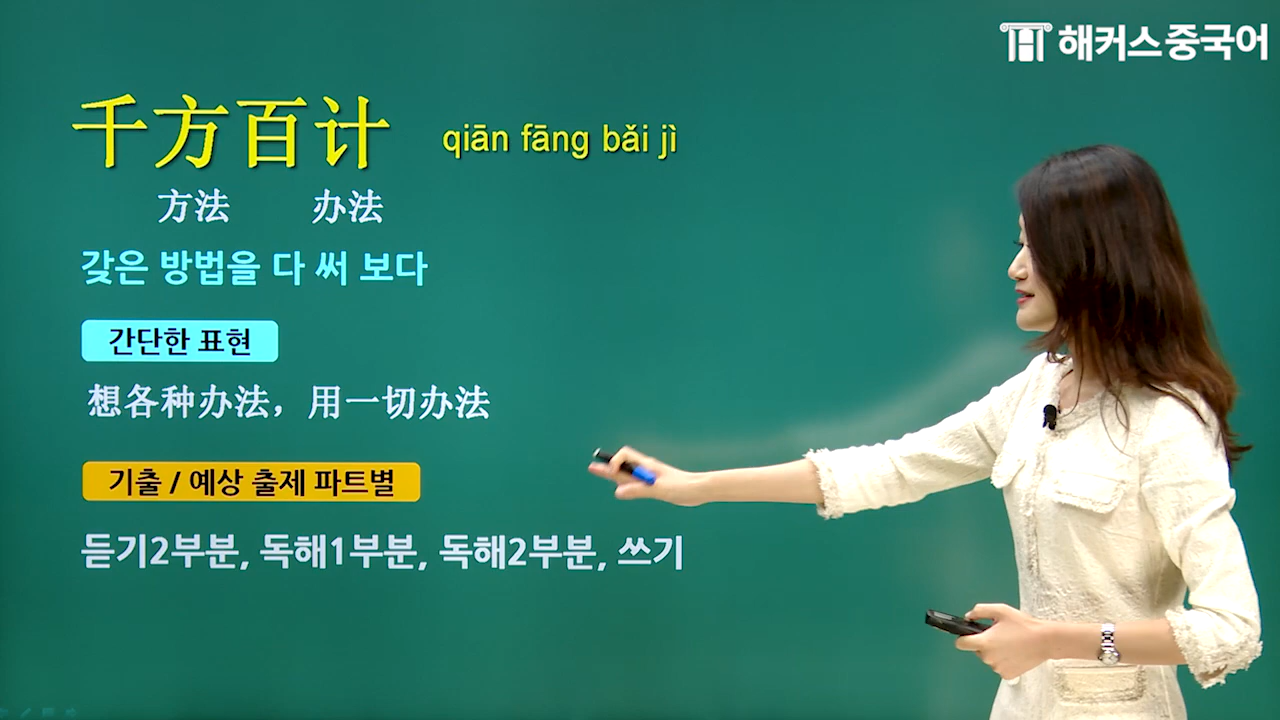 해커스중국어
千方百计 qiān fāng bǎi jì
方法 办法
갖은 방법을 다 써 보다
간단한 표현
想各种办法，用一切办法
기출 / 예상 출제 파트별
듣기2부분, 독해1부분, 독해2부분, 쓰기